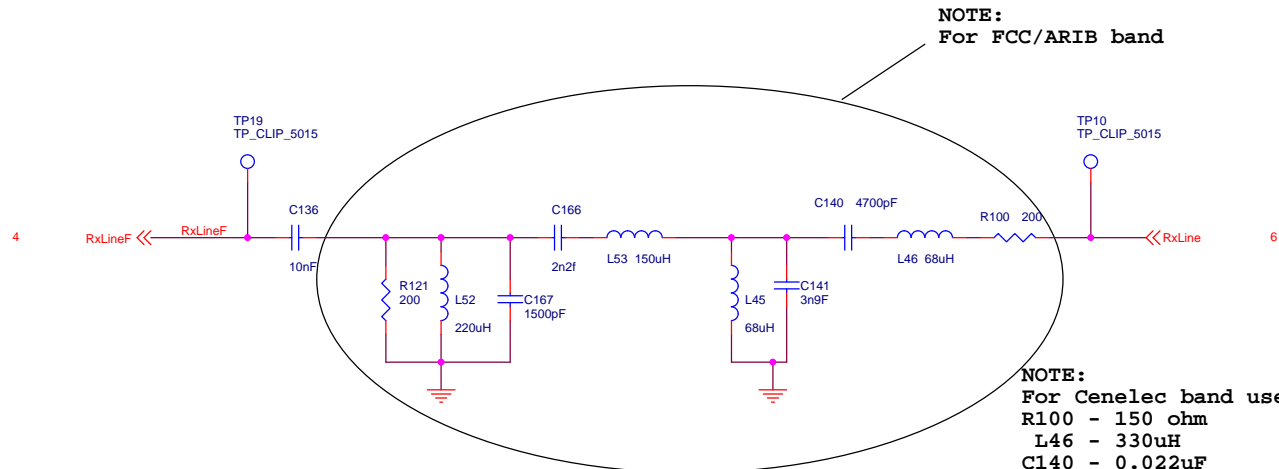 NOTE:
For FCC/ARIB band
TP19
TP_CLIP_5015
TP10
TP_CLIP_5015
C136
C166
C140 4700pF
R100 200
4
RxLineF
RxLineF
RxLine
6
10nF
2n2f
L53 150uH
L46 68uH
R121
200
L52
220uH
C167
1500pF
L45
68uH
C141
3n9F
NOTE:
For Cenelec band use
R100 - 150 ohm
L46 - 330uH
C140 - 0.022uF